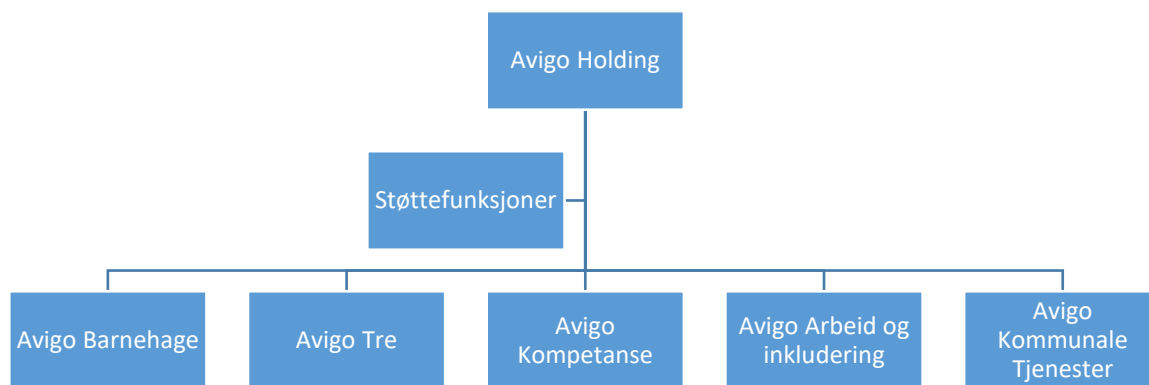 Avigo Holding
Støttefunksjoner
Avigo Barnehage
Avigo Tre
Avigo
Kompetanse
Avigo Arbeid og
inkludering
Avigo
Kommunale
Tjenester